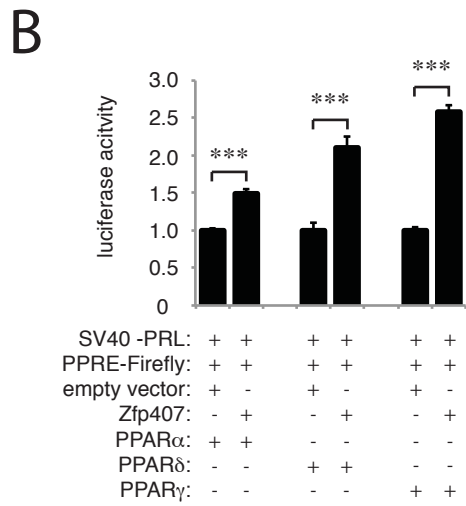 B
***
***
***
luciferase acitvity
3.0
2.5
2.0
1.5
1.0
0.5
0
SV40 -PRL: + + + + + +
PPRE-Firefly: + + + + + +
empty vector: + - + - + -
Zfp407: - + - + - +
PPARα: + + - - - -
PPARδ: - - + + - -
PPARγ: - - - - + +